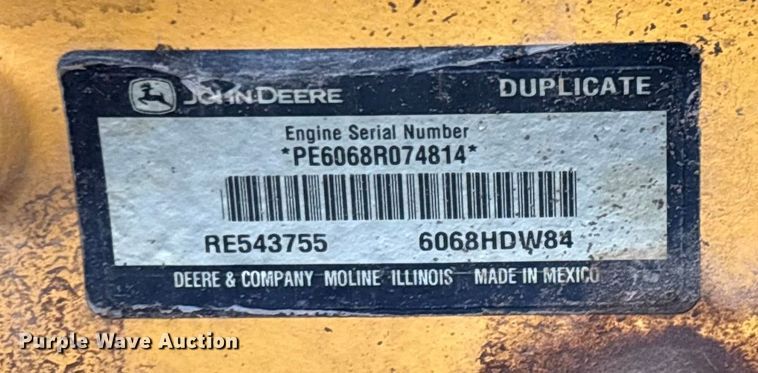 JOHN DEERE
DUPLICATE
Engine Serial Number
*PE6068R074814*
RE543755 6068HDW84
DEERE & COMPANY MOLINE ILLINOIS MADE IN MEXICO
Purple Wave Auction